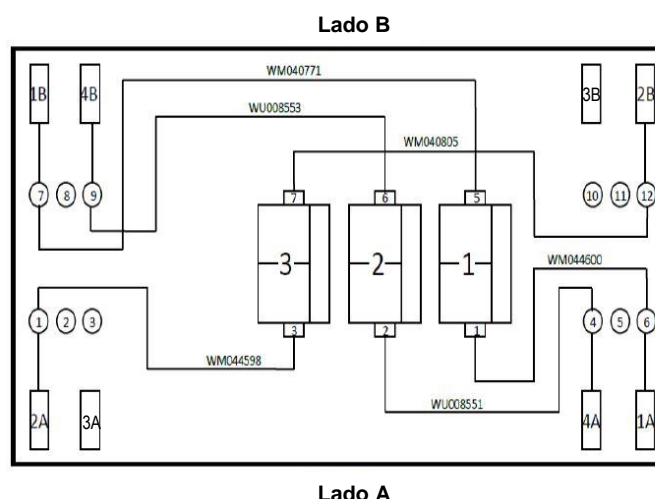 Lado B
WM040771
1B 4B 3B 2B
WU008553
WM040805
7 8 9 7 6 5 10 11 12
3 2 1
WM044600
1 2 3 3 2 1 4 5 6
WM044598
WU008551
2A 3A 4A 1A
Lado A